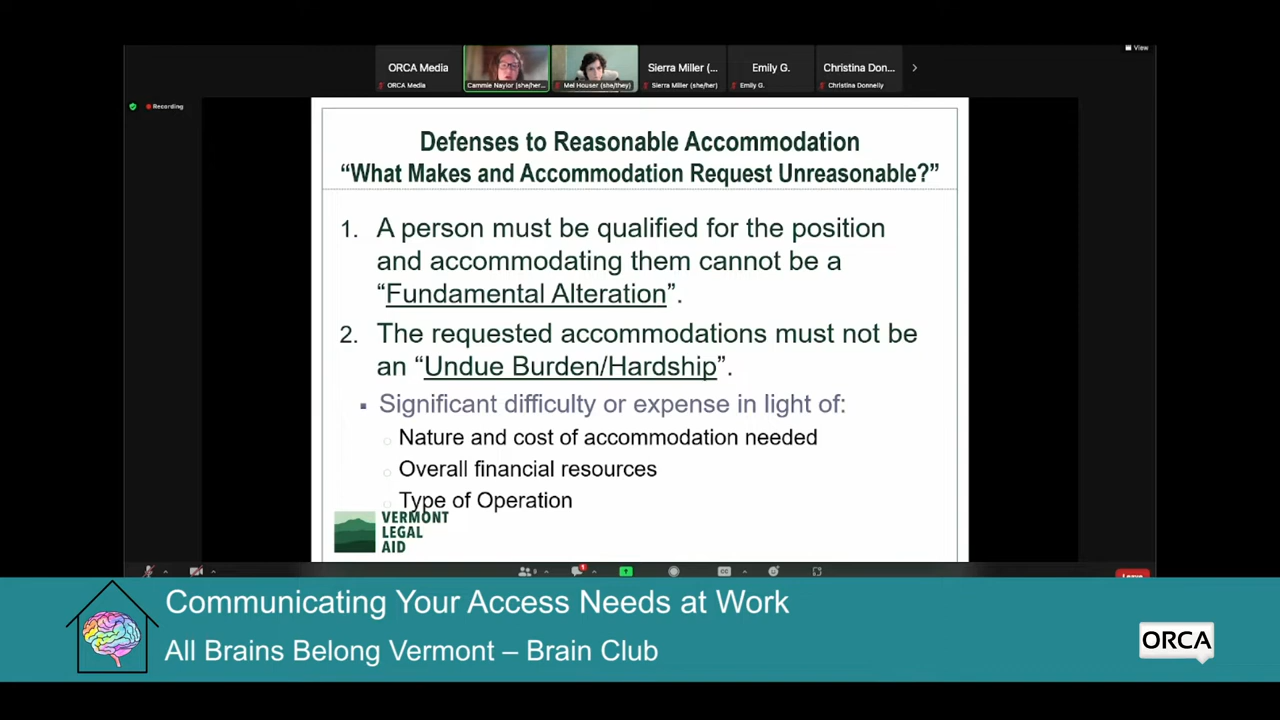 View
ORCA Media
Sierra Miller (...
Emily G.
Christina Don...
ORCA Media
Cammie Naylor (she/her...
Mel Houser (she/they)
Sierra Miller (she/her)
Emily G.
Christina Donnelly
Recording
Defenses to Reasonable Accommodation
“What Makes and Accommodation Request Unreasonable?”
1. A person must be qualified for the position
and accommodating them cannot be a
“Fundamental Alteration”.
2. The requested accommodations must not be
an “Undue Burden/Hardship”.
Significant difficulty or expense in light of:
Nature and cost of accommodation needed
Overall financial resources
Type of Operation
VERMONT
LEGAL
AID
CC
Leave
Communicating Your Access Needs at Work
All Brains Belong Vermont – Brain Club
ORCA